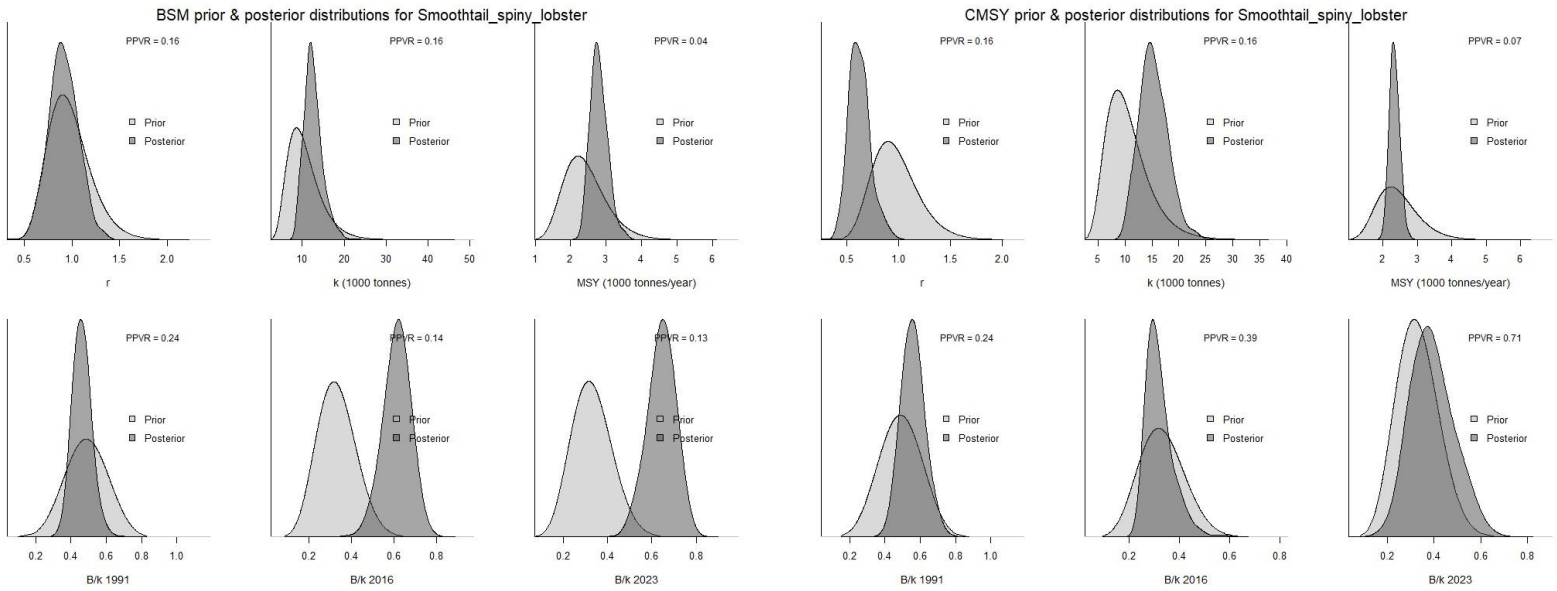 BSM prior & posterior distributions for Smoothtail_spiny_lobster
PPVR = 0.16
Prior
Posterior
0.5 1.0 1.5 2.0
r
PPVR = 0.16
Prior
Posterior
10 20 30 40 50
k (1000 tonnes)
PPVR = 0.04
Prior
Posterior
1 2 3 4 5 6
MSY (1000 tonnes/year)
PPVR = 0.24
Prior
Posterior
0.2 0.4 0.6 0.8 1.0
B/k 1991
PPVR = 0.14
Prior
Posterior
0.2 0.4 0.6 0.8
B/k 2016
PPVR = 0.13
Prior
Posterior
0.2 0.4 0.6 0.8
B/k 2023
CMSY prior & posterior distributions for Smoothtail_spiny_lobster
PPVR = 0.16
Prior
Posterior
0.5 1.0 1.5 2.0
r
PPVR = 0.16
Prior
Posterior
5 10 15 20 25 30 35 40
k (1000 tonnes)
PPVR = 0.07
Prior
Posterior
2 3 4 5 6
MSY (1000 tonnes/year)
PPVR = 0.24
Prior
Posterior
0.2 0.4 0.6 0.8 1.0
B/k 1991
PPVR = 0.39
Prior
Posterior
0.2 0.4 0.6 0.8
B/k 2016
PPVR = 0.71
Prior
Posterior
0.2 0.4 0.6 0.8
B/k 2023